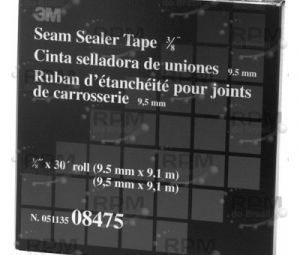 3M
Seam Sealer Tape 3/8
Cinta selladora de uniones 9.5 mm
Ruban d'étanchéité pour joints
de carrosserie 9,5 mm
3/8" x 30' roll (9.5 mm x 9,1 m)
(9,5 mm x 9,1 m)
N. 051135 08475
RPM